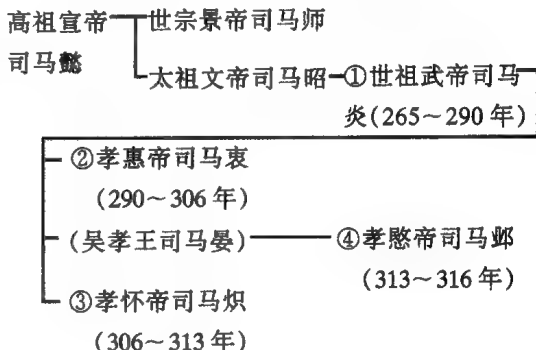 高祖宣帝 世宗景帝司马师
司马懿
太祖文帝司马昭 ①世祖武帝司马
炎(265~290年)
②孝惠帝司马衷
(290~306年)
(吴孝王司马晏) ④孝愍帝司马邺
(313~316年)
③孝怀帝司马炽
(306~313年)